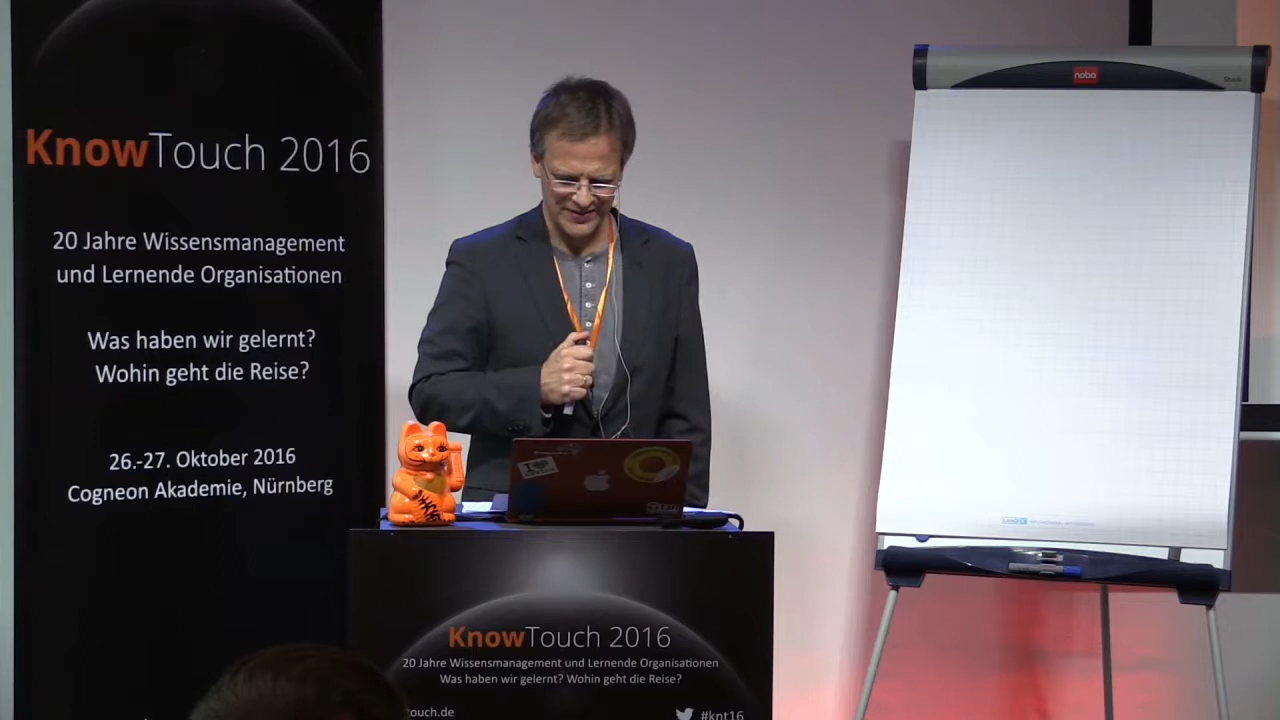 KnowTouch 2016
20 Jahre Wissensmanagement
und Lernende Organisationen
Was haben wir gelernt?
Wohin geht die Reise?
26.-27. Oktober 2016
Cogneon Akademie, Nürnberg
nobo
KnowTouch 2016
20 Jahre Wissensmanagement und Lernende Organisationen
Was haben wir gelernt? Wohin geht die Reise?
touch.de
#knt16